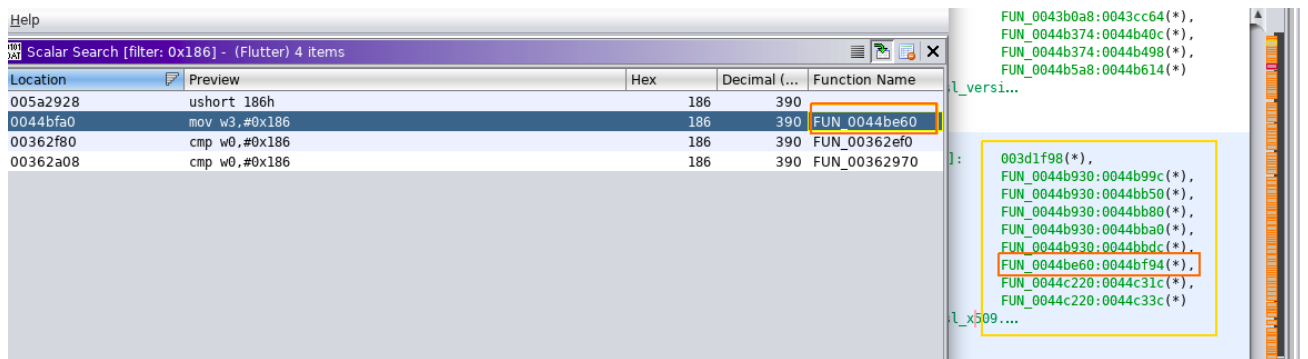 Help
Scalar Search [filter: 0x186] - (Flutter) 4 items
Location Preview Hex Decimal (... Function Name
005a2928 ushort 186h 186 390
0044bfa0 mov w3,#0x186 186 390 FUN_0044be60
00362f80 cmp w0,#0x186 186 390 FUN_00362ef0
00362a08 cmp w0,#0x186 186 390 FUN_00362970
FUN_0043b0a8:0043cc64(*),
FUN_0044b374:0044b40c(*),
FUN_0044b374:0044b498(*),
FUN_0044b5a8:0044b614(*)
sl_versi...
]: 003d1f98(*),
FUN_0044b930:0044b99c(*),
FUN_0044b930:0044bb50(*),
FUN_0044b930:0044bb80(*),
FUN_0044b930:0044bba0(*),
FUN_0044b930:0044bbdc(*),
FUN_0044be60:0044bf94(*),
FUN_0044c220:0044c31c(*),
FUN_0044c220:0044c33c(*)
sl_x509....